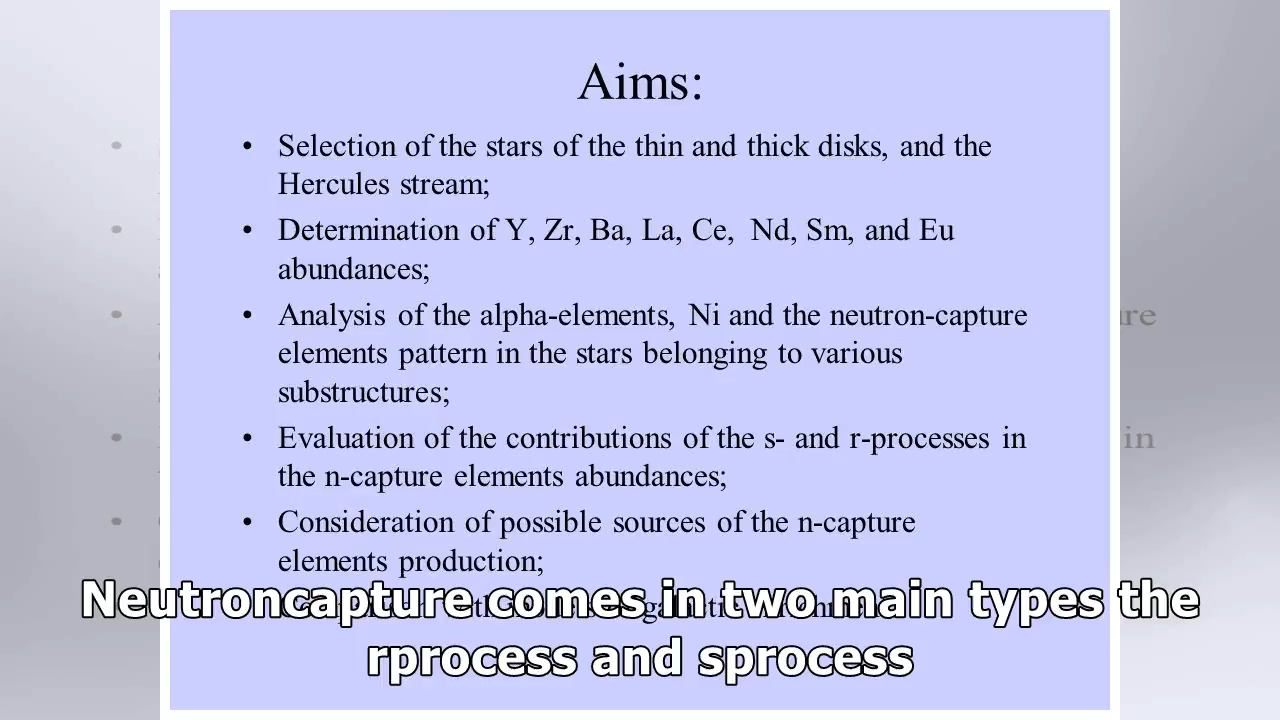 Aims:
• Selection of the stars of the thin and thick disks, and the
Hercules stream;
• Determination of Y, Zr, Ba, La, Ce, Nd, Sm, and Eu
abundances;
• Analysis of the alpha-elements, Ni and the neutron-capture
elements pattern in the stars belonging to various
substructures;
• Evaluation of the contributions of the s- and r-processes in
the n-capture elements abundances;
• Consideration of possible sources of the n-capture
elements production;
Neutroncapture comes in two main types the
rprocess and sprocess